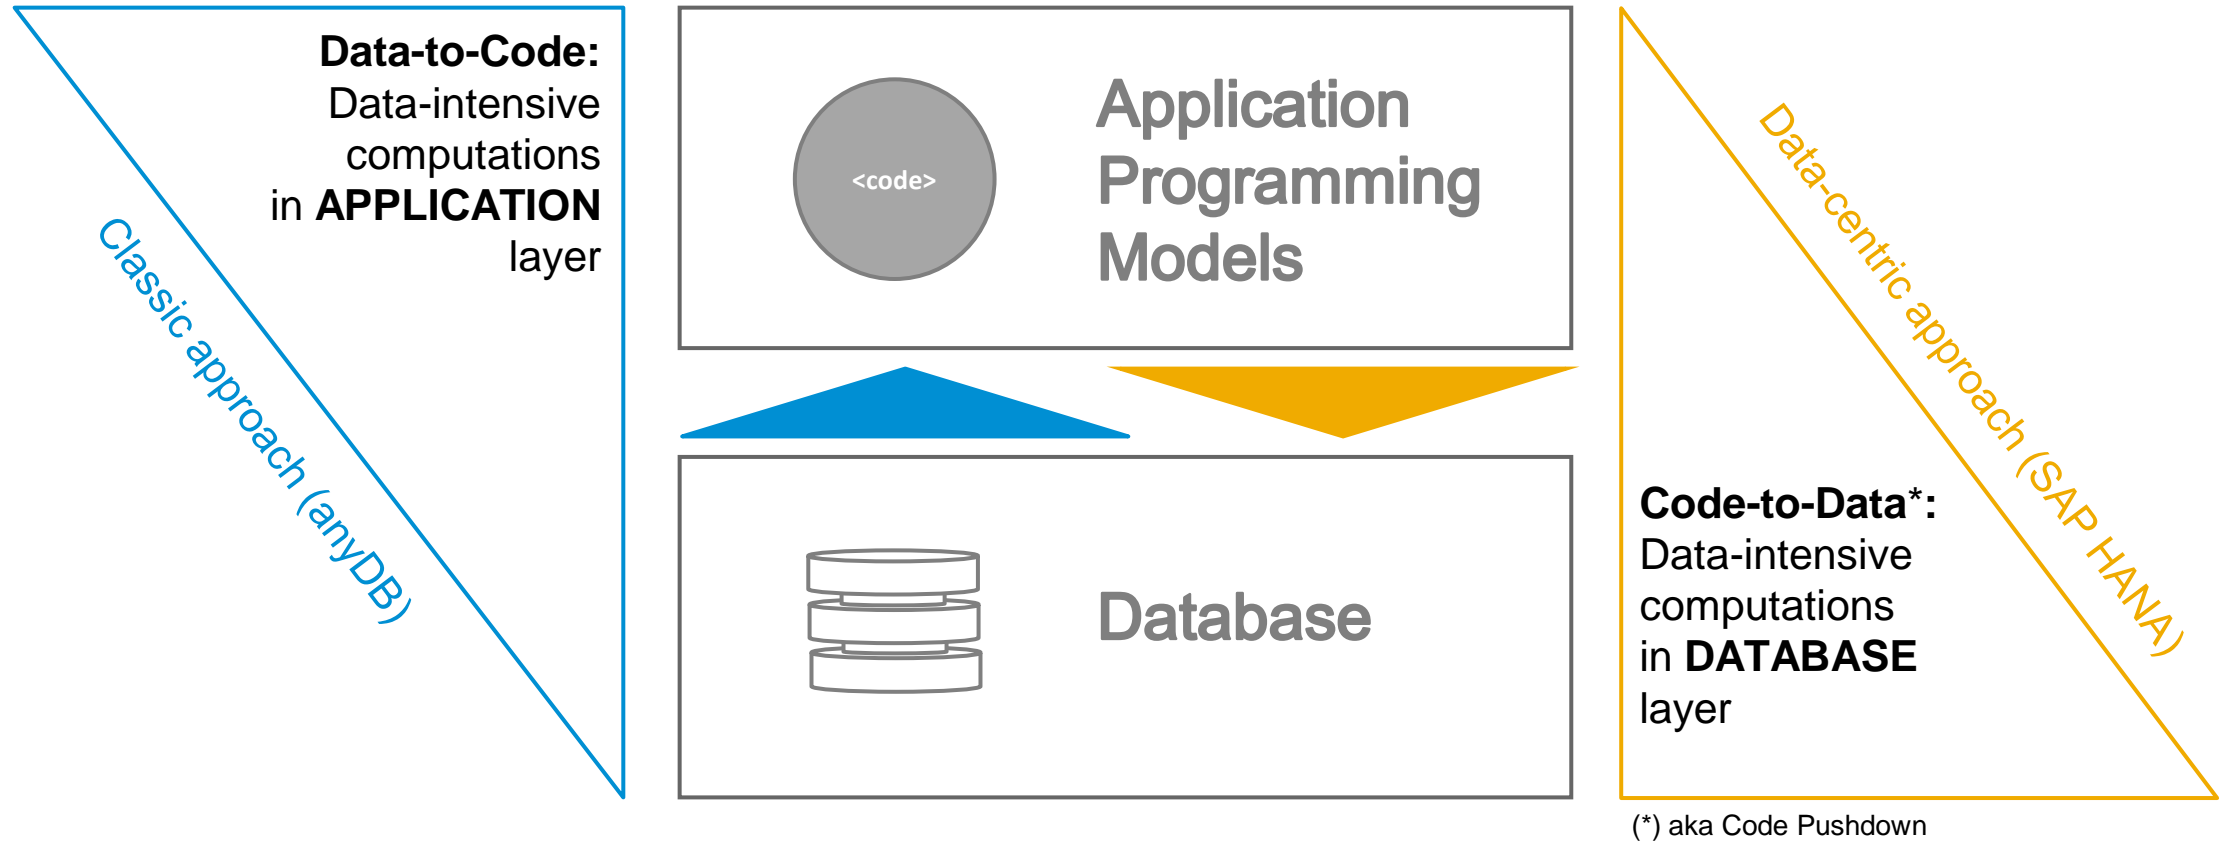 Data-to-Code:
Data-intensive
computations
in APPLICATION
layer
Classic approach (anyDB)
<code>
Application
Programming
Models
Database
Data-centric approach (SAP HANA)
Code-to-Data*:
Data-intensive
computations
in DATABASE
layer
(*) aka Code Pushdown